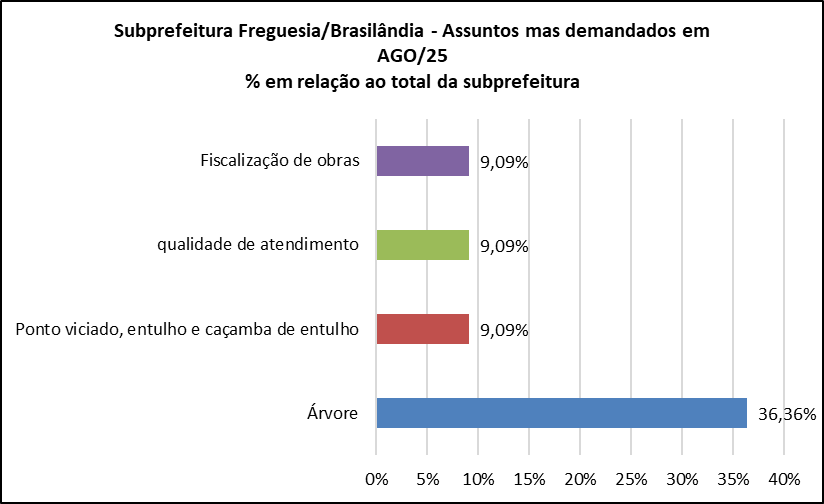 Subprefeitura Freguesia/Brasilândia - Assuntos mas demandados em
AGO/25
% em relação ao total da subprefeitura
Fiscalização de obras
9,09%
qualidade de atendimento
9,09%
Ponto viciado, entulho e caçamba de entulho
9,09%
Árvore
36,36%
0% 5% 10% 15% 20% 25% 30% 35% 40%